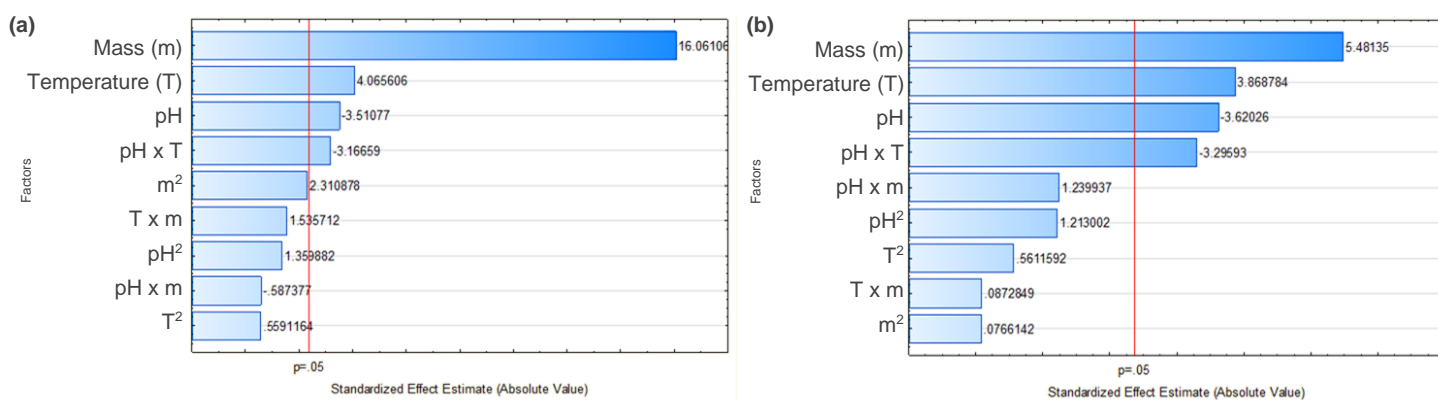 (a)
Factors
Mass (m)
16.06106
Temperature (T)
4.065606
pH
-3.51077
pH x T
-3.16659
m²
2.310878
T x m
1.535712
pH²
1.359882
pH x m
-.587377
T²
.5591164
p=.05
Standardized Effect Estimate (Absolute Value)
(b)
Factors
Mass (m)
5.48135
Temperature (T)
3.868784
pH
-3.62026
pH x T
-3.29593
pH x m
1.239937
pH²
1.213002
T²
.5611592
T x m
.0872849
m²
.0766142
p=.05
Standardized Effect Estimate (Absolute Value)